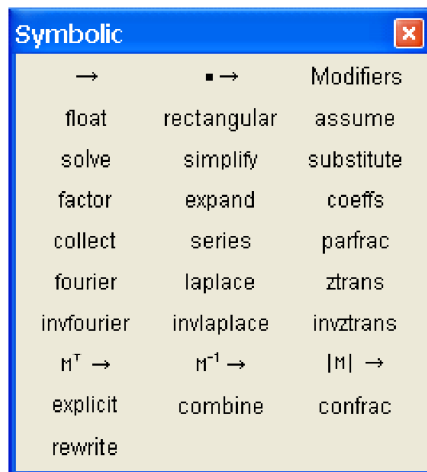 Symbolic
→ ▪ → Modifiers
float rectangular assume
solve simplify substitute
factor expand coeffs
collect series parfrac
fourier laplace ztrans
invfourier invlaplace invztrans
Mᵀ → M⁻¹ → |M| →
explicit combine confrac
rewrite